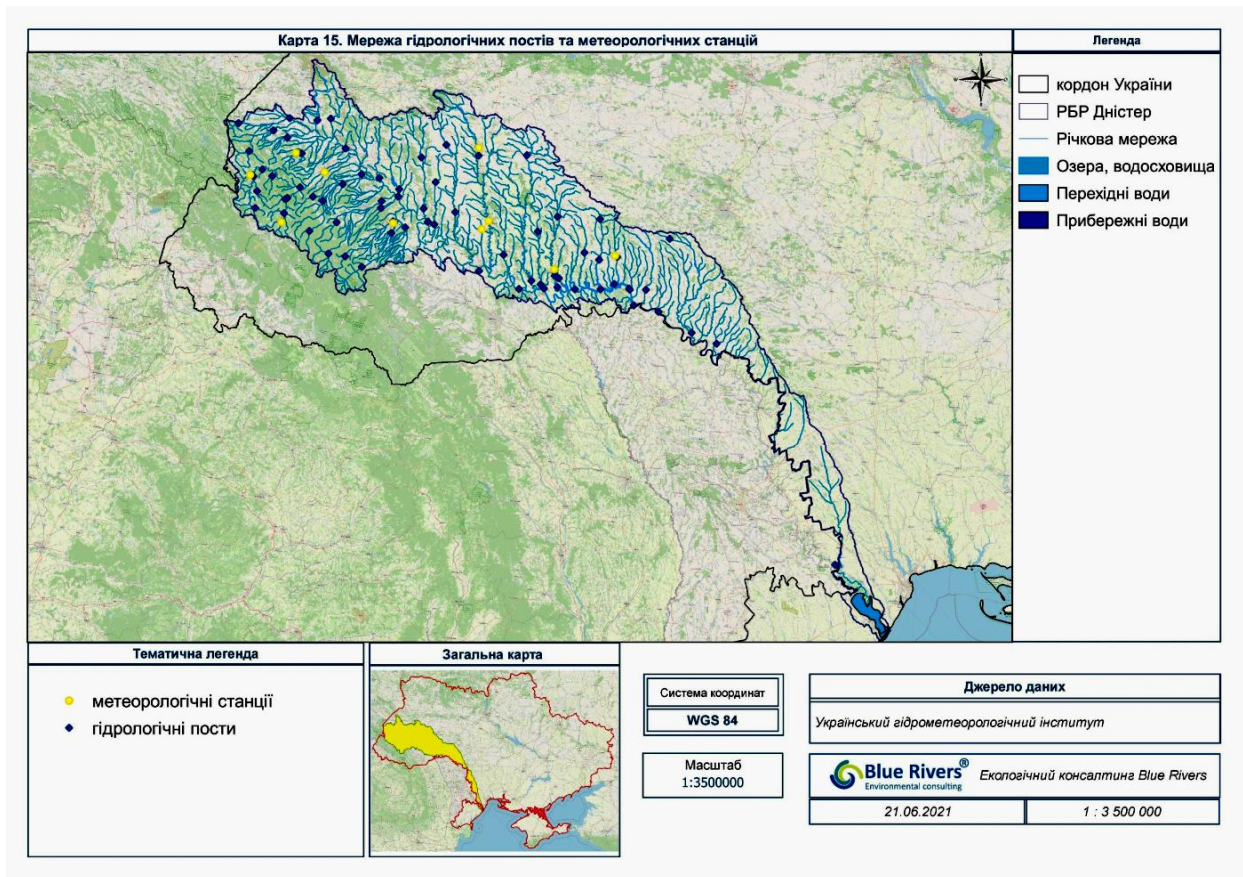 Карта 15. Мережа гідрологічних постів та метеорологічних станцій
Легенда
кордон України
РБР Дністер
Річкова мережа
Озера, водосховища
Перехідні води
Прибережні води
Тематична легенда
метеорологічні станції
гідрологічні пости
Загальна карта
Система координат
WGS 84
Масштаб
1:3500000
Джерело даних
Український гідрометеорологічний інститут
Blue Rivers®
Environmental consulting
Екологічний консалтинг Blue Rivers
21.06.2021
1 : 3 500 000